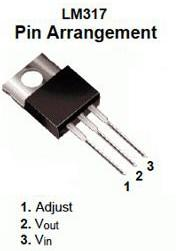 LM317
Pin Arrangement
1
2
3
1. Adjust
2. Vout
3. Vin